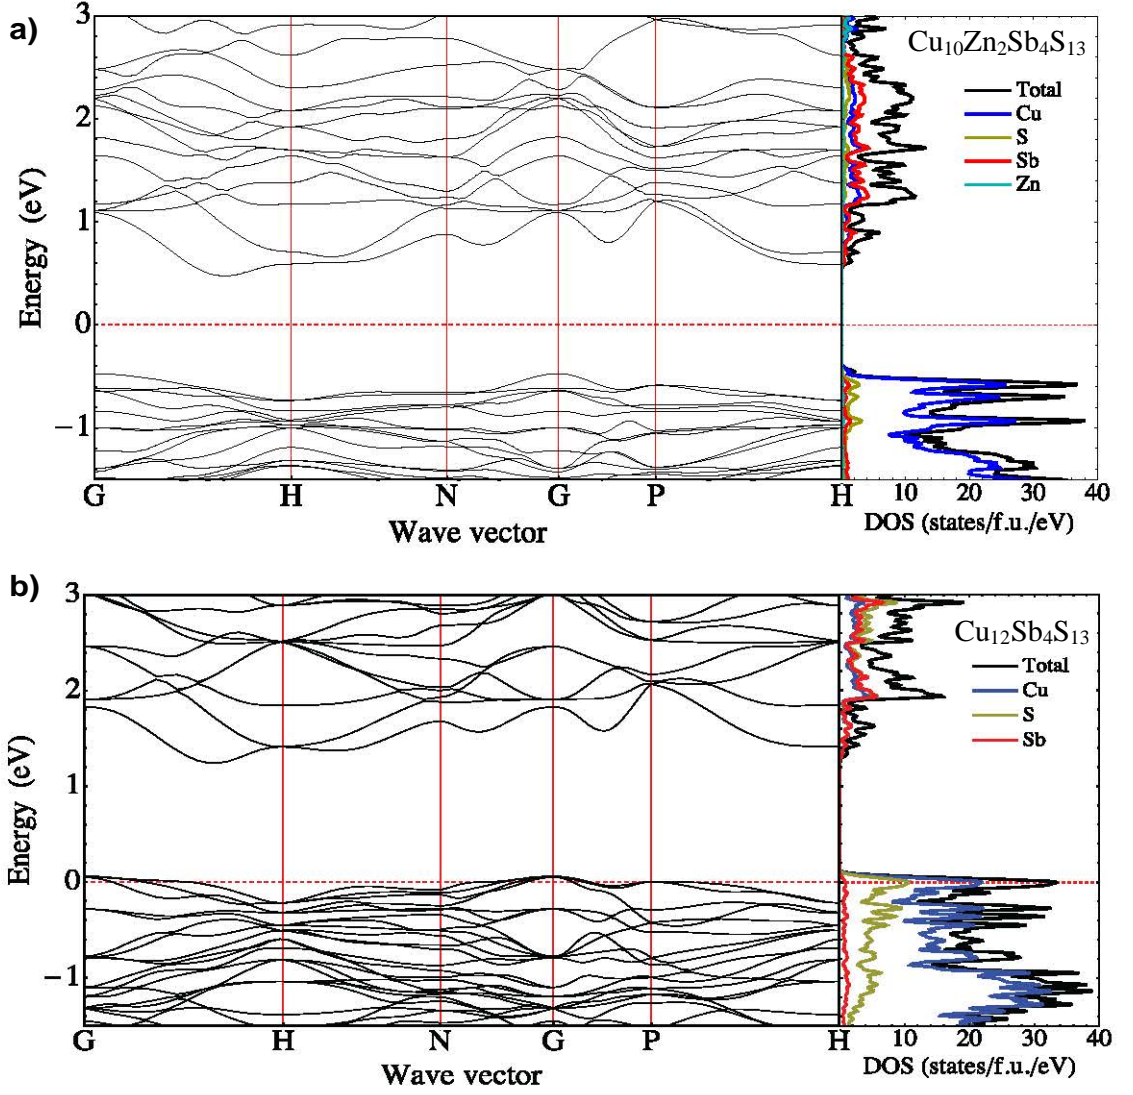 a)
Cu10Zn2Sb4S13
Total
Cu
S
Sb
Zn
3
2
1
0
−1
Energy (eV)
G H N G P H 10 20 30 40
Wave vector
DOS (states/f.u./eV)
b)
Cu12Sb4S13
Total
Cu
S
Sb
3
2
1
0
−1
Energy (eV)
G H N G P H 10 20 30 40
Wave vector
DOS (states/f.u./eV)